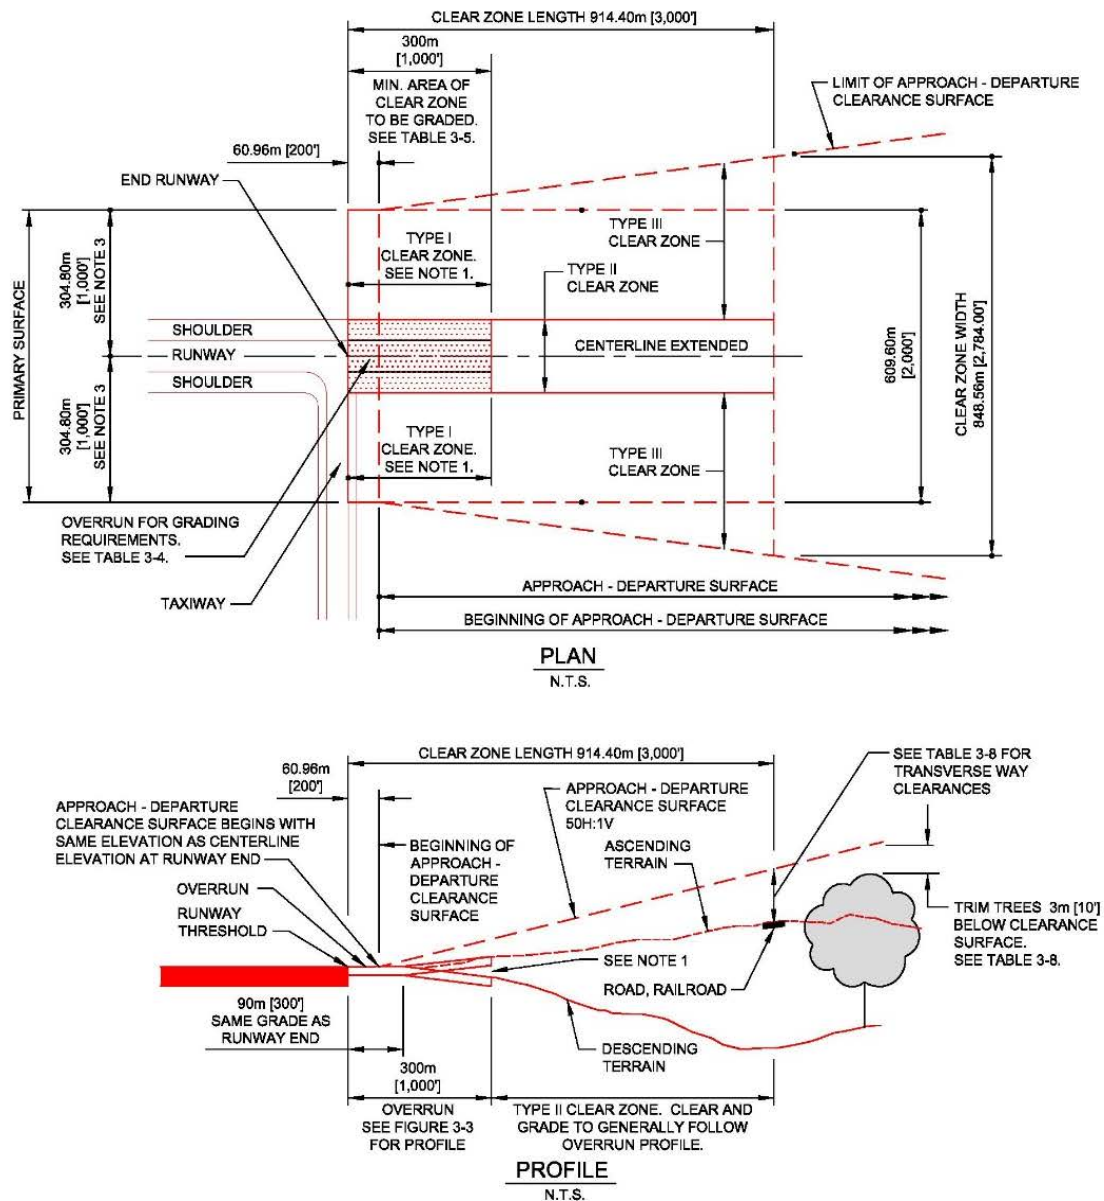 CLEAR ZONE LENGTH 914.40m [3,000']
300m
[1,000']
MIN. AREA OF
CLEAR ZONE
TO BE GRADED.
SEE TABLE 3-5.
LIMIT OF APPROACH - DEPARTURE
CLEARANCE SURFACE
60.96m [200']
END RUNWAY
PRIMARY SURFACE
304.80m
[1,000']
SEE NOTE 3
304.80m
[1,000']
SEE NOTE 3
TYPE I
CLEAR ZONE.
SEE NOTE 1.
TYPE III
CLEAR ZONE
TYPE II
CLEAR ZONE
SHOULDER
RUNWAY
SHOULDER
CENTERLINE EXTENDED
609.60m
[2,000']
CLEAR ZONE WIDTH
848.56m [2,784.00']
TYPE I
CLEAR ZONE.
SEE NOTE 1.
TYPE III
CLEAR ZONE
OVERRUN FOR GRADING
REQUIREMENTS.
SEE TABLE 3-4.
TAXIWAY
APPROACH - DEPARTURE SURFACE
BEGINNING OF APPROACH - DEPARTURE SURFACE
PLAN
N.T.S.
CLEAR ZONE LENGTH 914.40m [3,000']
60.96m
[200']
SEE TABLE 3-8 FOR
TRANSVERSE WAY
CLEARANCES
APPROACH - DEPARTURE
CLEARANCE SURFACE BEGINS WITH
SAME ELEVATION AS CENTERLINE
ELEVATION AT RUNWAY END
APPROACH - DEPARTURE
CLEARANCE SURFACE
50H:1V
BEGINNING OF
APPROACH -
DEPARTURE
CLEARANCE
SURFACE
ASCENDING
TERRAIN
OVERRUN
RUNWAY
THRESHOLD
TRIM TREES 3m [10']
BELOW CLEARANCE
SURFACE.
SEE TABLE 3-8.
SEE NOTE 1
ROAD, RAILROAD
90m [300']
SAME GRADE AS
RUNWAY END
DESCENDING
TERRAIN
300m
[1,000']
OVERRUN
SEE FIGURE 3-3
FOR PROFILE
TYPE II CLEAR ZONE. CLEAR AND
GRADE TO GENERALLY FOLLOW
OVERRUN PROFILE.
PROFILE
N.T.S.